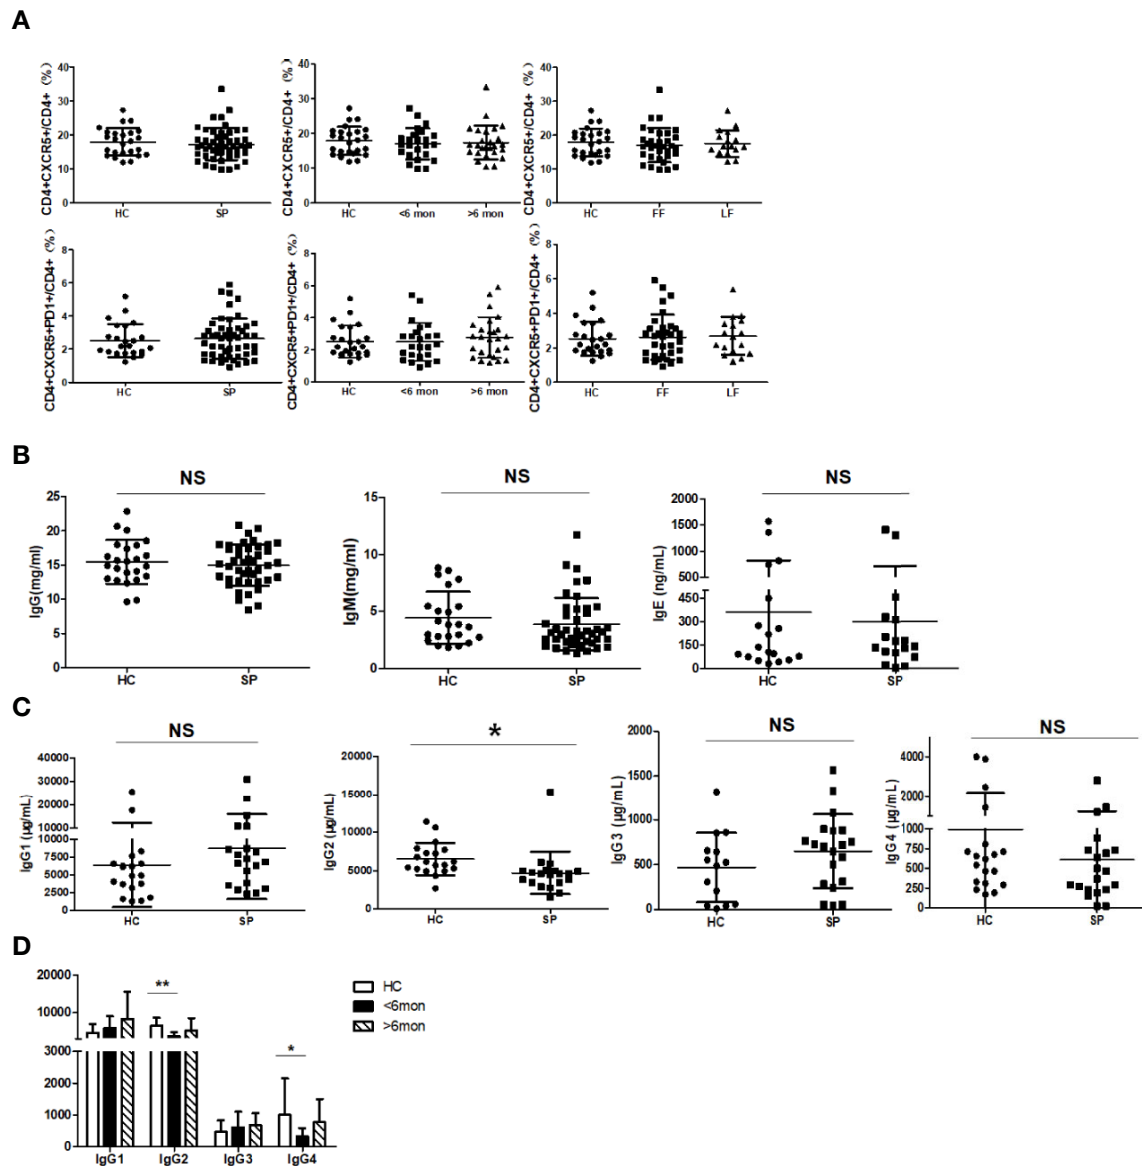 A
CD4+CXCR5+/CD4+ (%)
40
30
20
10
0
HC SP
CD4+CXCR5+/CD4+ (%)
40
30
20
10
0
HC <6 mon >6 mon
CD4+CXCR5+/CD4+ (%)
40
30
20
10
0
HC FF LF
CD4+CXCR5+PD1+/CD4+ (%)
8
6
4
2
0
HC SP
CD4+CXCR5+PD1+/CD4+ (%)
8
6
4
2
0
HC <6 mon >6 mon
CD4+CXCR5+PD1+/CD4+ (%)
8
6
4
2
0
HC FF LF
B
NS
IgG(mg/ml)
25
20
15
10
5
0
HC SP
NS
IgM(mg/ml)
15
10
5
0
HC SP
NS
IgE (ng/mL)
2000
1500
1000
500
450
300
150
0
HC SP
C
NS
IgG1 (µg/mL)
40000
30000
20000
10000
10000
7500
5000
2500
0
HC SP
*
IgG2 (µg/mL)
20000
15000
10000
5000
0
HC SP
NS
IgG3 (µg/mL)
2000
1500
1000
500
0
HC SP
NS
IgG4 (µg/mL)
4000
2000
1000
750
500
250
0
HC SP
D
20000
10000
3000
2000
1000
0
**
*
IgG1 IgG2 IgG3 IgG4
HC
<6mon
>6mon